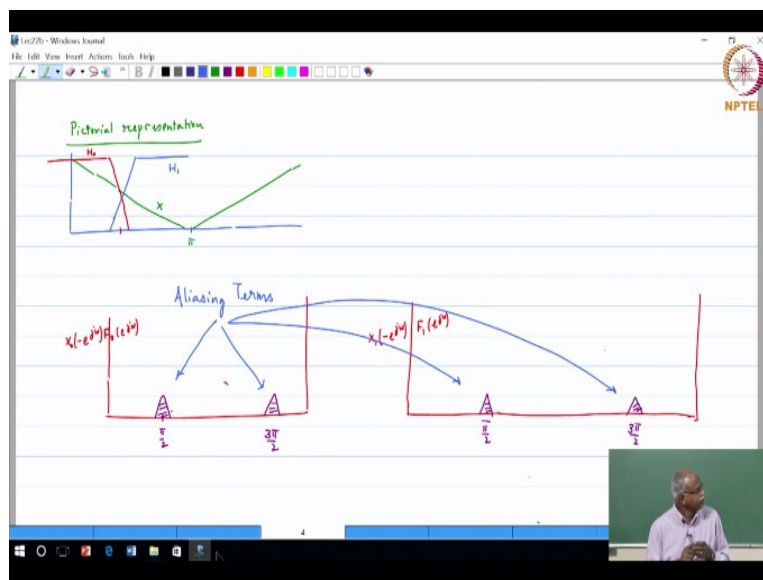 Lec22b - Windows Journal
File Edit View Insert Actions Tools Help
B I
NPTEL
Pictorial representation
H₀
H₁
X
π
Aliasing Terms
X₀(-e^{jω}) F₀(e^{jω})
X₁(-e^{jω}) F₁(e^{jω})
π/2
3π/2
π/2
3π/2
4